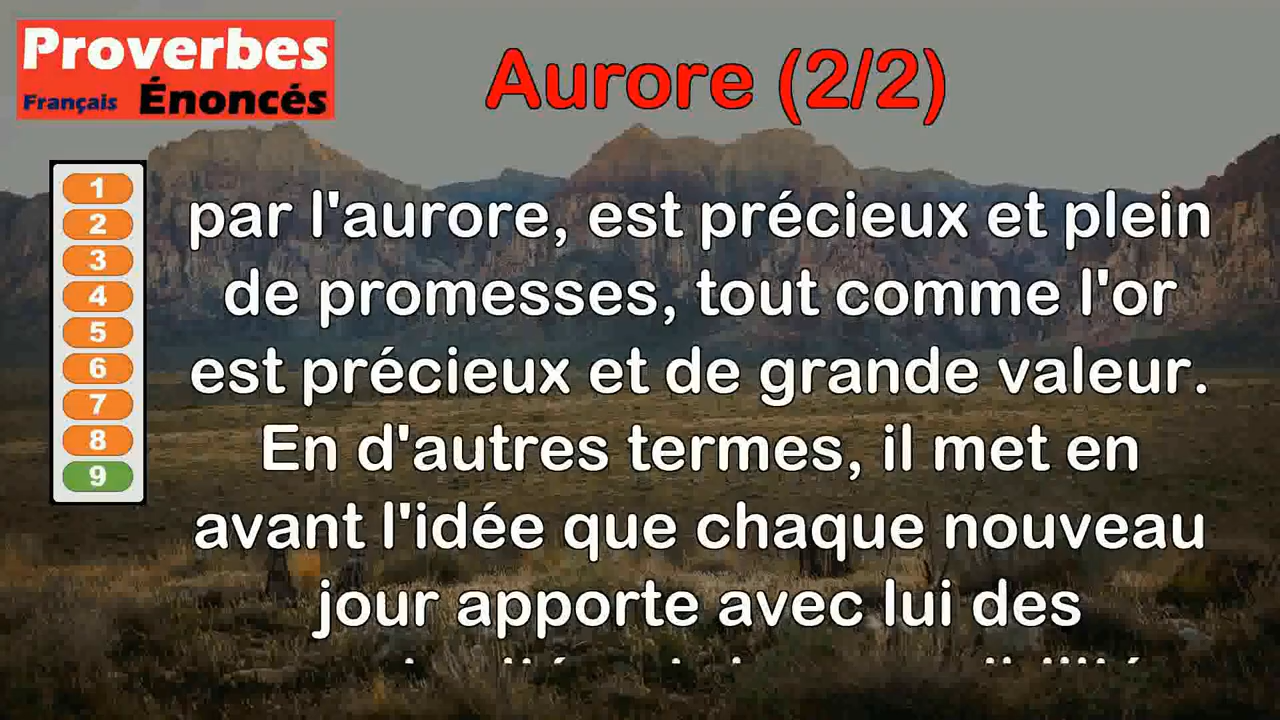 Proverbes
Français Énoncés
Aurore (2/2)
1
2
3
4
5
6
7
8
9
par l'aurore, est précieux et plein
de promesses, tout comme l'or
est précieux et de grande valeur.
En d'autres termes, il met en
avant l'idée que chaque nouveau
jour apporte avec lui des